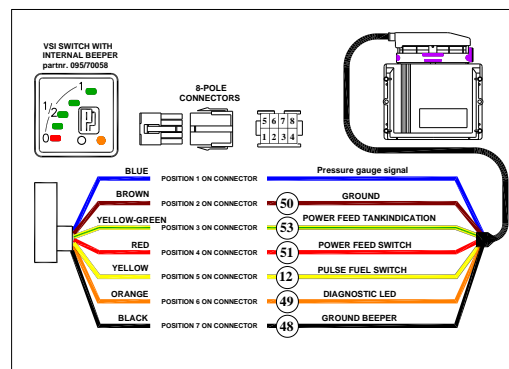 VSI SWITCH WITH
INTERNAL BEEPER
partnr. 095/70058
1
1/2
0
8-POLE
CONNECTORS
5 6 7 8
1 2 3 4
BLUE POSITION 1 ON CONNECTOR Pressure gauge signal
BROWN POSITION 2 ON CONNECTOR 50 GROUND
YELLOW-GREEN POSITION 3 ON CONNECTOR 53 POWER FEED TANKINDICATION
RED POSITION 4 ON CONNECTOR 51 POWER FEED SWITCH
YELLOW POSITION 5 ON CONNECTOR 12 PULSE FUEL SWITCH
ORANGE POSITION 6 ON CONNECTOR 49 DIAGNOSTIC LED
BLACK POSITION 7 ON CONNECTOR 48 GROUND BEEPER